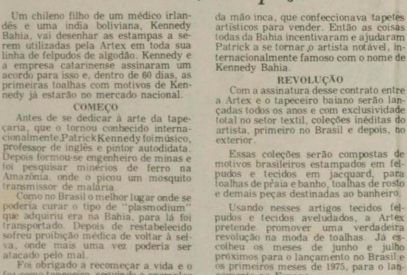 Um chileno filho de um médico irlan-
dês e uma índia boliviana, Kennedy
Bahia, vai desenhar as estampas a se-
rem utilizadas pela Artex em toda sua
linha de felpudos de algodão. Kennedy e
a empresa catarinense assinaram um
acordo para isso e, dentro de 60 dias, as
primeiras toalhas com motivos de Ken-
nedy já estarão no mercado nacional.
COMEÇO
Antes de se dedicar à arte da tape-
çaria, que o tornou conhecido interna-
cionalmente, Patrick Kennedy foi músico,
professor de inglês e pintor autodidata.
Depois formou-se engenheiro de minas e
foi pesquisar minérios de ferro na
Amazônia, onde o picou um mosquito
transmissor de malária.
Como no Brasil o melhor lugar onde se
poderia curar o tipo de "plasmodium"
que adquiriu era na Bahia, para lá foi
transportado. Depois de restabelecido
sofreu proibição médica de voltar à sel-
va, onde mais uma vez poderia ser
atacado pelo mal.
Foi obrigado a recomeçar a vida e o
da mão inca, que confeccionava tapetes
artísticos para vender. Então as coisas
todas da Bahia incentivaram e ajudaram
Patrick a se tornar o artista notável, in-
ternacionalmente famoso com o nome de
Kennedy Bahia.
REVOLUÇÃO
Com a assinatura desse contrato entre
a Artex e o tapeceiro baiano serão lan-
çadas todos os anos e com exclusividade
total no setor textil, coleções inéditas do
artista, primeiro no Brasil e depois, no
exterior.
Essas coleções serão compostas de
motivos brasileiros estampados em fel-
pudos e tecidos em jacquard, para
toalhas de praia e banho, toalhas de rosto
e demais peças destinadas ao banheiro.
Usando nesses artigos tecidos fel-
pudos e tecidos aveludados, a Artex
pretende promover uma verdadeira
revolução na moda de toalhas. Já es-
colheu os meses de junho e julho
próximos para o lançamento no Brasil e
os primeiros meses de 1975, para o lan-